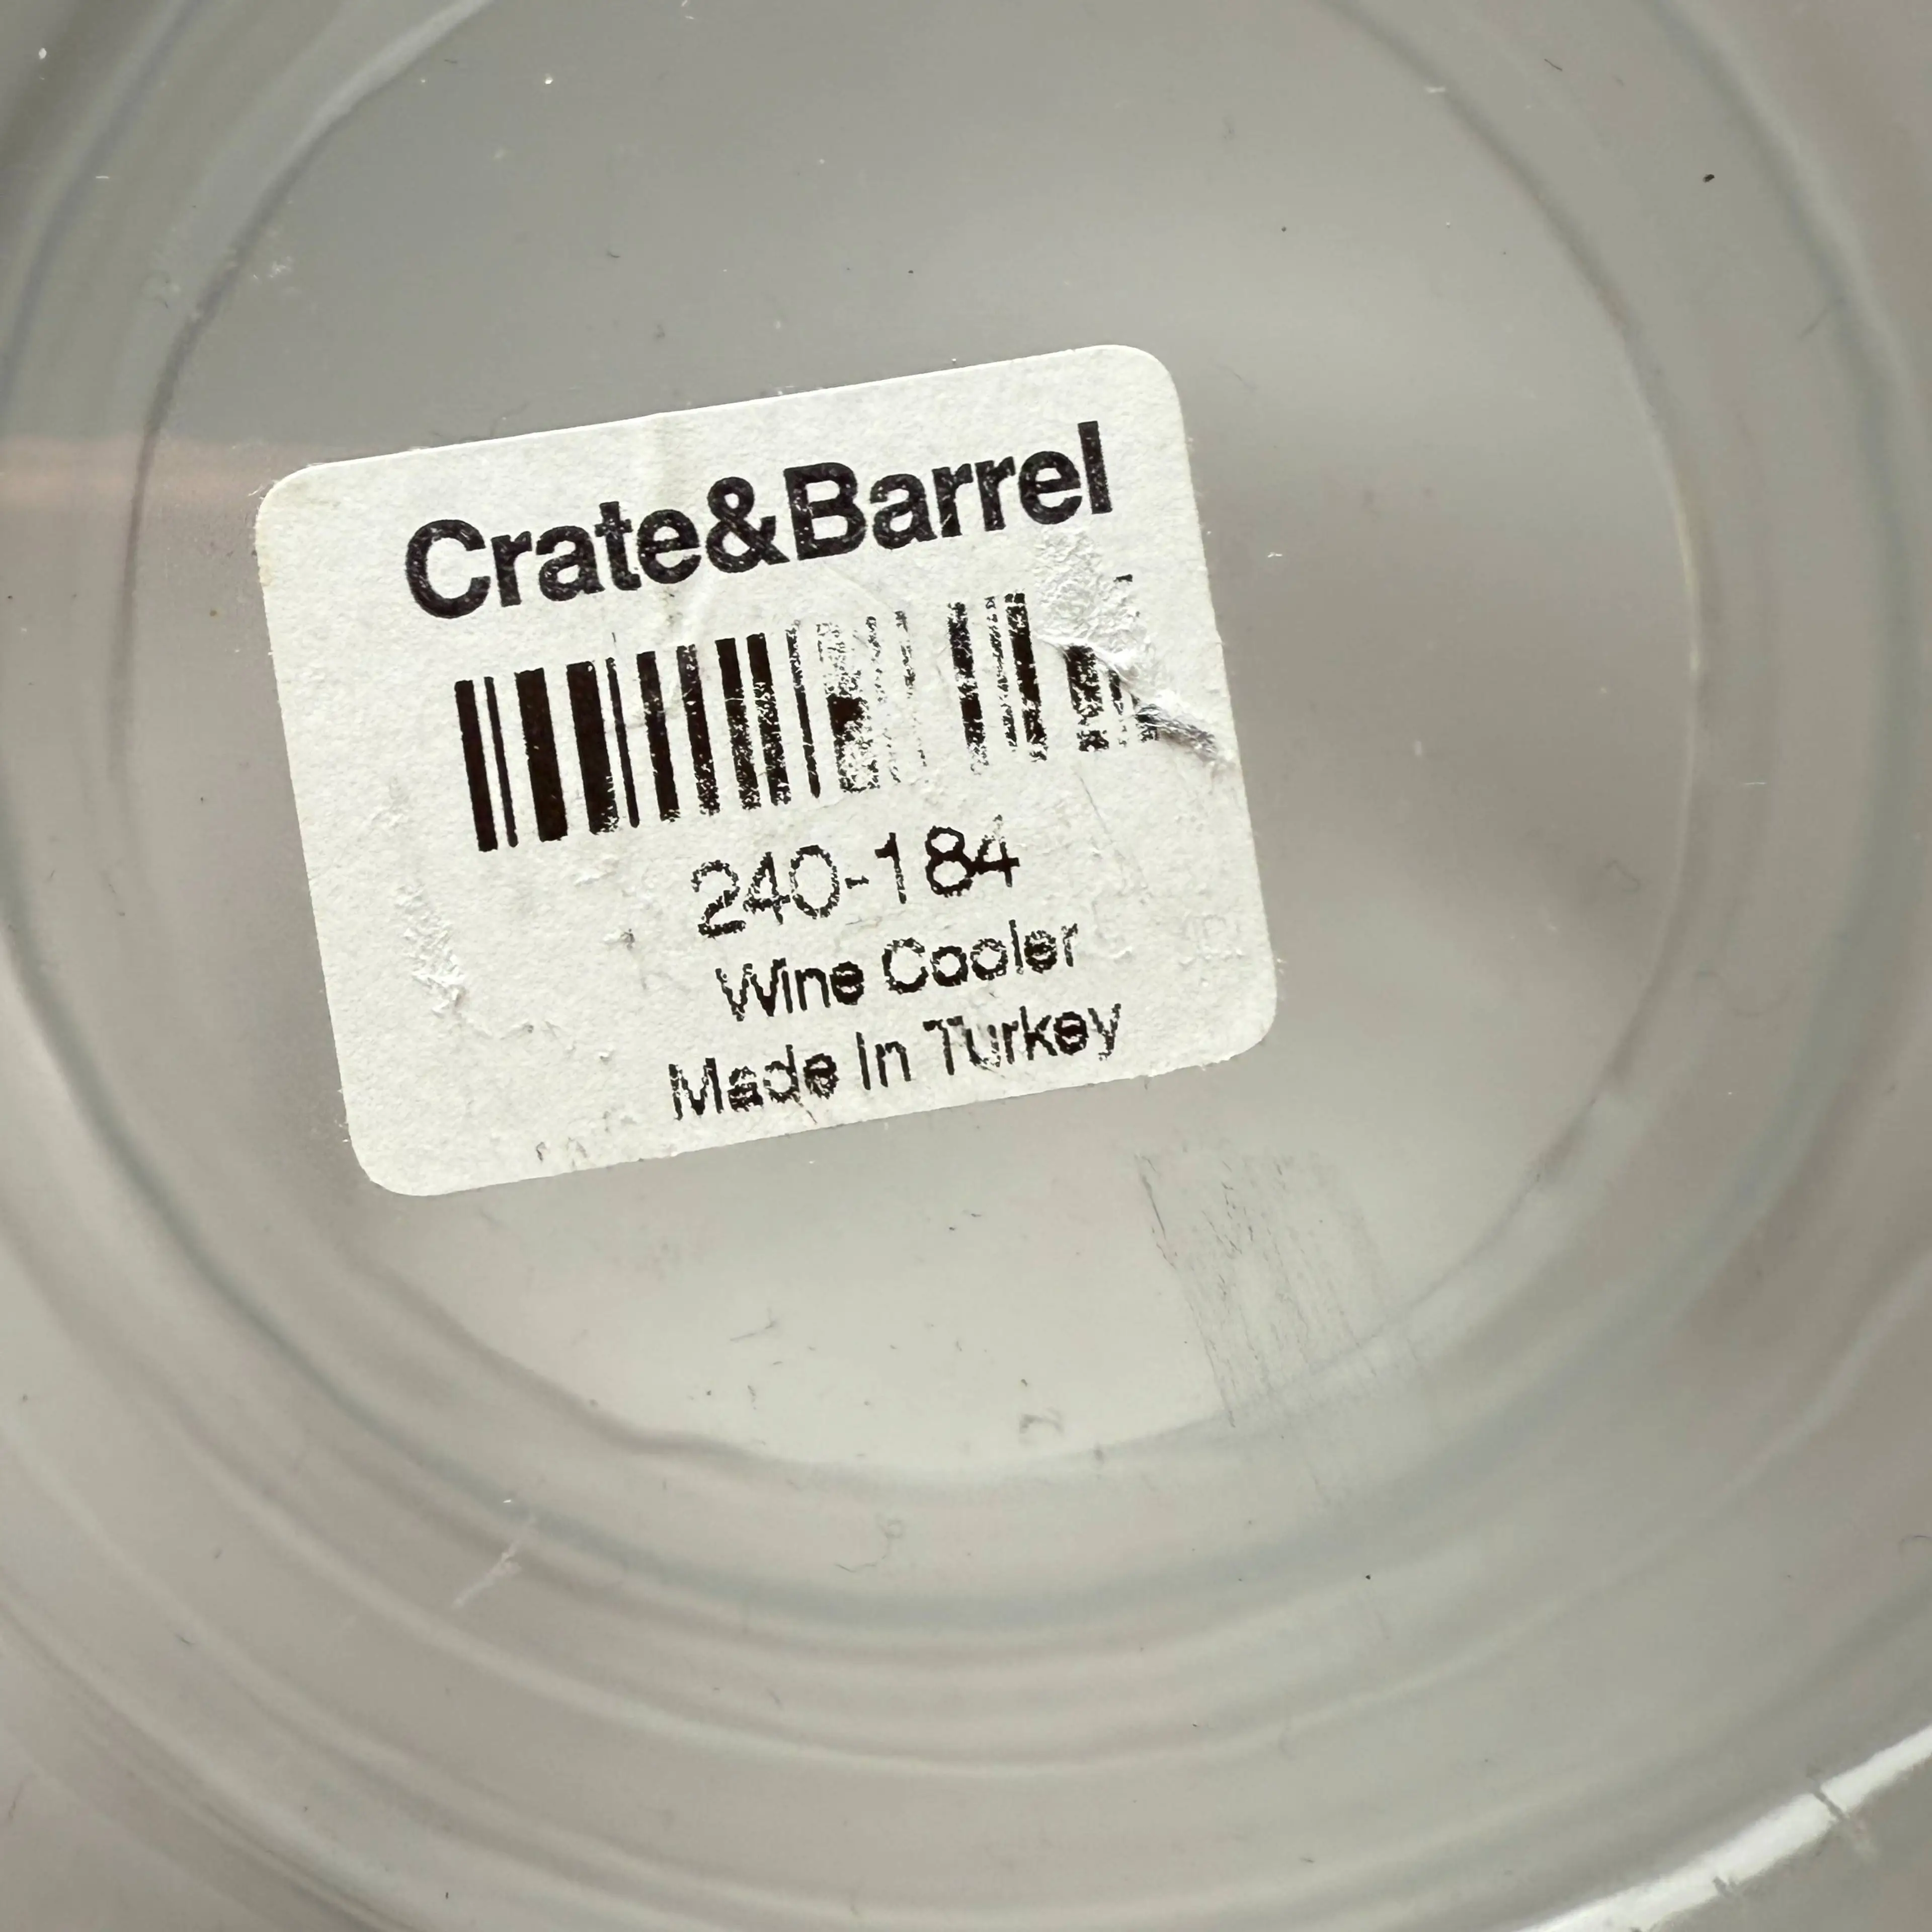 Crate&Barrel
240-184
Wine Cooler
Made In Turkey